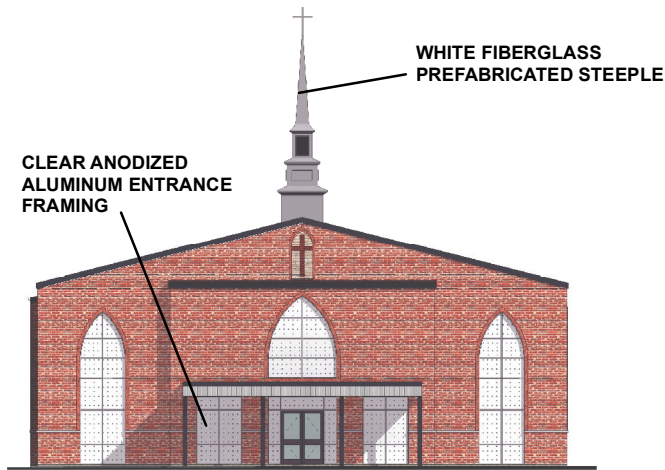 WHITE FIBERGLASS
PREFABRICATED STEEPLE
CLEAR ANODIZED
ALUMINUM ENTRANCE
FRAMING